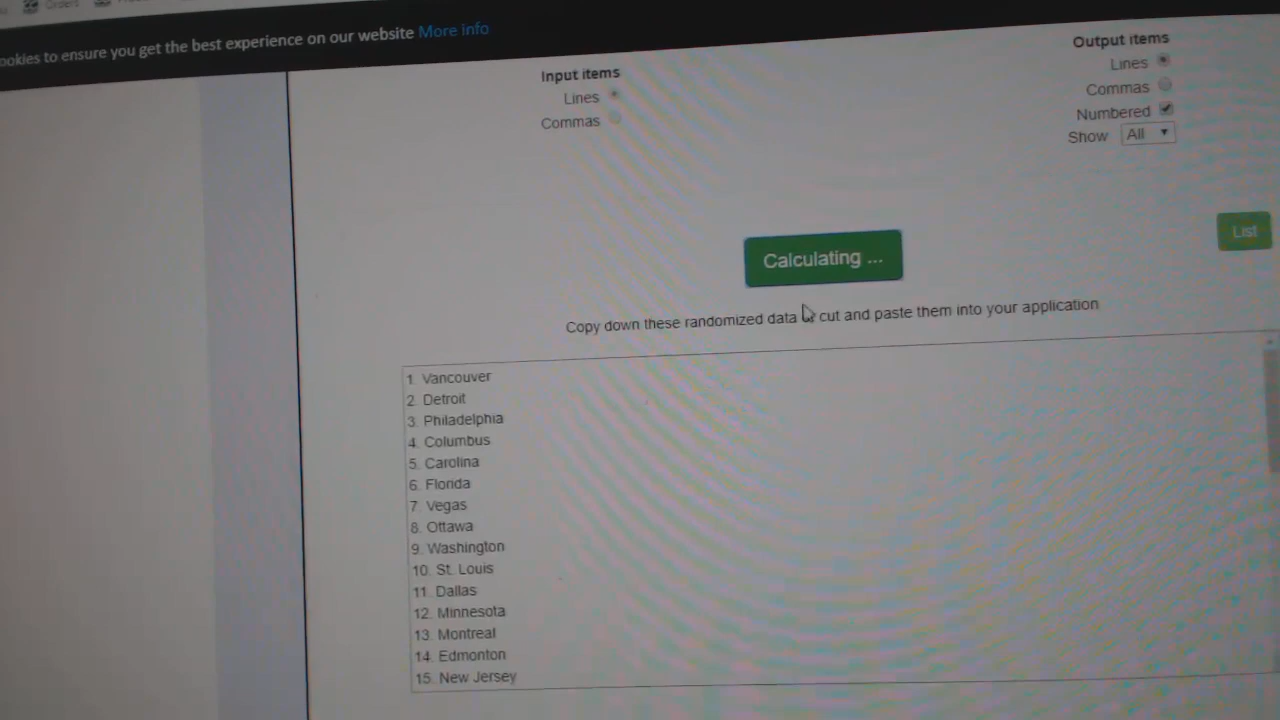 ookies to ensure you get the best experience on our website More info
Input items
Lines
Commas
Output items
Lines
Commas
Numbered
Show All
List
Calculating ...
Copy down these randomized data cut and paste them into your application
1. Vancouver
2. Detroit
3. Philadelphia
4. Columbus
5. Carolina
6. Florida
7. Vegas
8. Ottawa
9. Washington
10. St. Louis
11. Dallas
12. Minnesota
13. Montreal
14. Edmonton
15. New Jersey